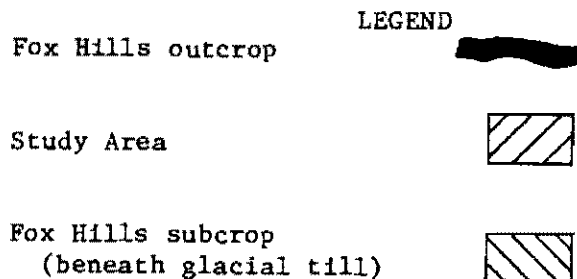 LEGEND
Fox Hills outcrop
Study Area
Fox Hills subcrop
(beneath glacial till)